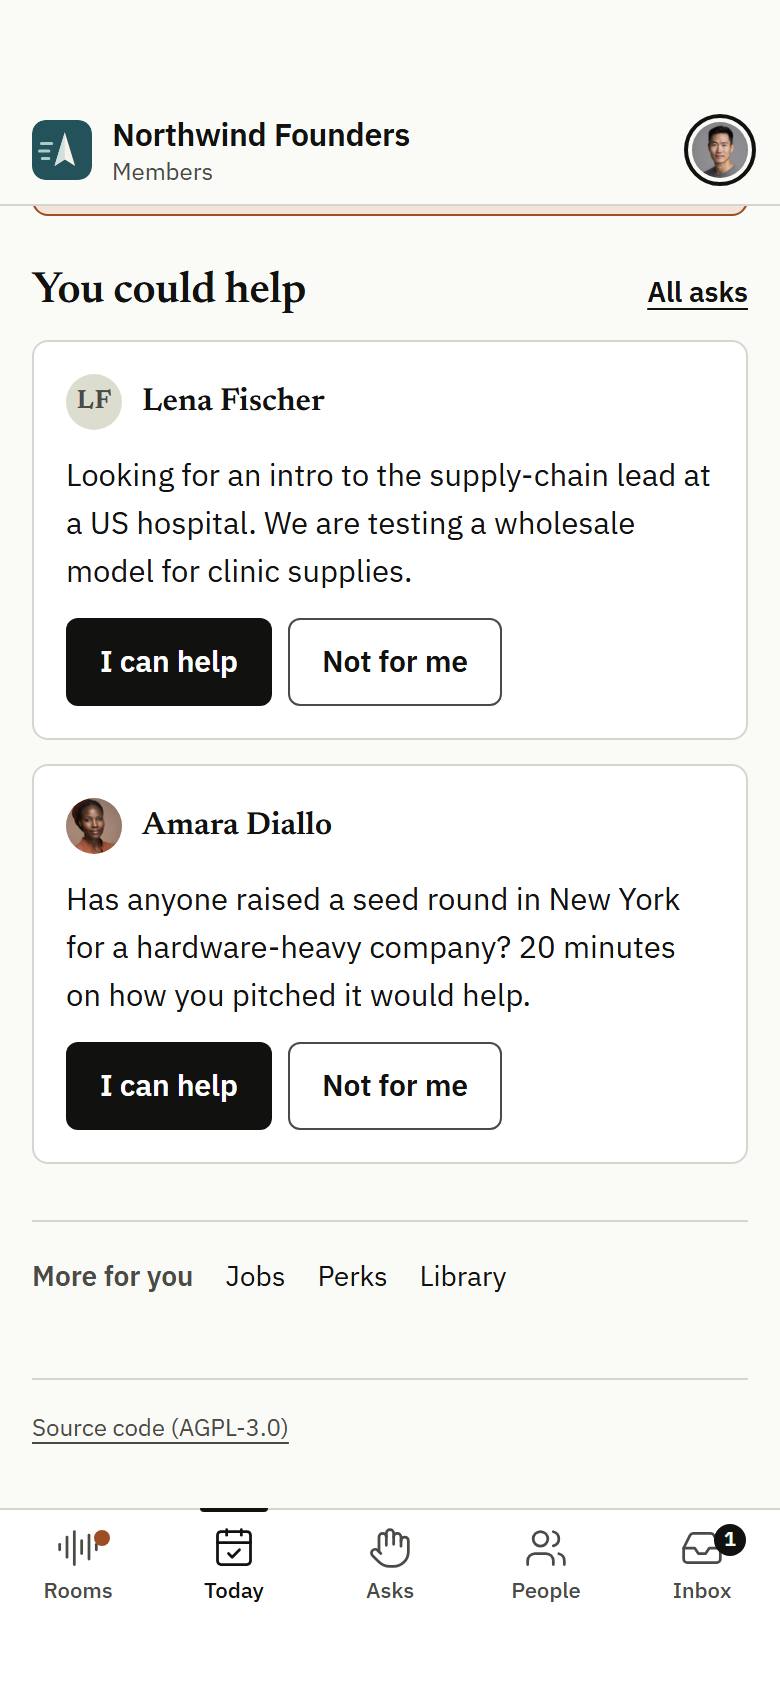 Northwind Founders
Members
You could help
All asks
LF
Lena Fischer
Looking for an intro to the supply-chain lead at
a US hospital. We are testing a wholesale
model for clinic supplies.
I can help
Not for me
Amara Diallo
Has anyone raised a seed round in New York
for a hardware-heavy company? 20 minutes
on how you pitched it would help.
I can help
Not for me
More for you
Jobs
Perks
Library
Source code (AGPL-3.0)
Rooms
Today
Asks
People
1
Inbox